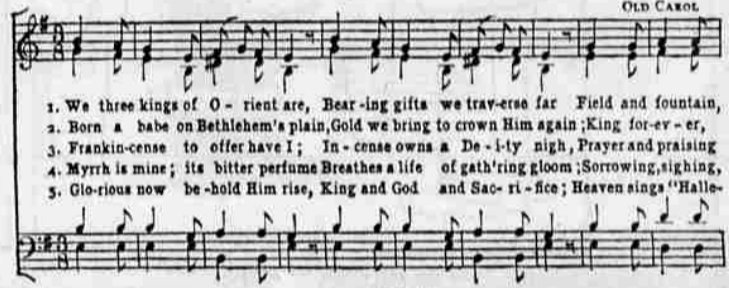 OLD CAROL
1. We three kings of O - rient are, Bear - ing gifts we trav - erse far Field and fountain,
2. Born a babe on Bethlehem's plain, Gold we bring to crown Him again ; King for - ev - er,
3. Frankin - cense to offer have I ; In - cense owns a De - i - ty nigh, Prayer and praising
4. Myrrh is mine ; its bitter perfume Breathes a life of gath'ring gloom ; Sorrowing, sighing,
5. Glo - rious now be - hold Him rise, King and God and Sac - ri - fice ; Heaven sings "Halle-